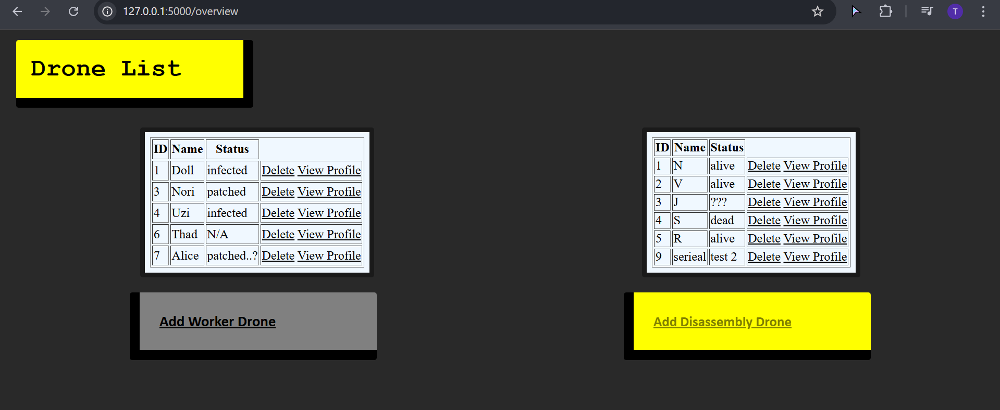 127.0.0.1:5000/overview
T
Drone List
ID Name Status
1 Doll infected Delete View Profile
3 Nori patched Delete View Profile
4 Uzi infected Delete View Profile
6 Thad N/A Delete View Profile
7 Alice patched..? Delete View Profile
Add Worker Drone
ID Name Status
1 N alive Delete View Profile
2 V alive Delete View Profile
3 J ??? Delete View Profile
4 S dead Delete View Profile
5 R alive Delete View Profile
9 serieal test 2 Delete View Profile
Add Disassembly Drone